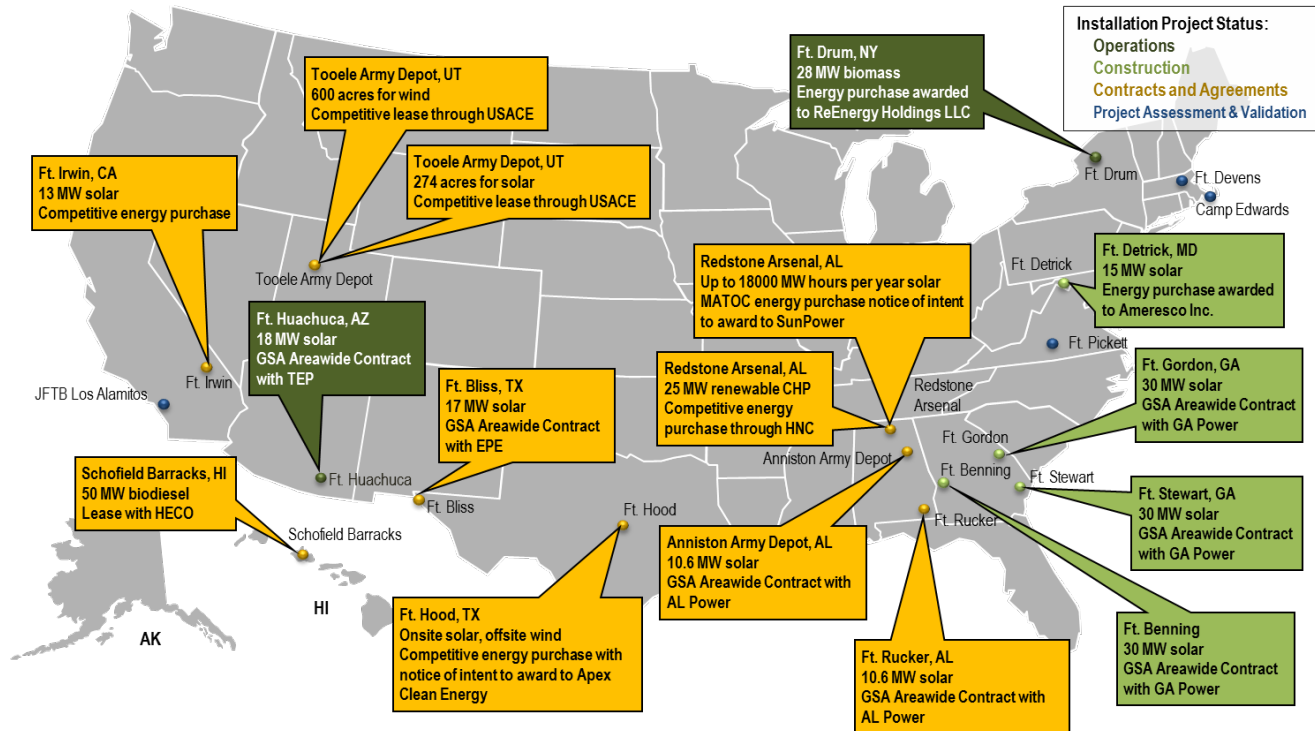 Installation Project Status:
Operations
Construction
Contracts and Agreements
Project Assessment & Validation
Ft. Drum, NY
28 MW biomass
Energy purchase awarded
to ReEnergy Holdings LLC
Tooele Army Depot, UT
600 acres for wind
Competitive lease through USACE
Tooele Army Depot, UT
274 acres for solar
Competitive lease through USACE
Ft. Irwin, CA
13 MW solar
Competitive energy purchase
Ft. Drum
Ft. Devens
Camp Edwards
Tooele Army Depot
Redstone Arsenal, AL
Up to 18000 MW hours per year solar
MATOC energy purchase notice of intent
to award to SunPower
Ft. Detrick
Ft. Detrick, MD
15 MW solar
Energy purchase awarded
to Ameresco Inc.
Ft. Huachuca, AZ
18 MW solar
GSA Areawide Contract
with TEP
Ft. Pickett
Ft. Irwin
JFTB Los Alamitos
Ft. Bliss, TX
17 MW solar
GSA Areawide Contract
with EPE
Redstone Arsenal, AL
25 MW renewable CHP
Competitive energy
purchase through HNC
Redstone
Arsenal
Ft. Gordon, GA
30 MW solar
GSA Areawide Contract
with GA Power
Ft. Gordon
Anniston Army Depot
Ft. Benning
Ft. Stewart
Ft. Huachuca
Ft. Bliss
Ft. Hood
Ft. Rucker
Schofield Barracks, HI
50 MW biodiesel
Lease with HECO
Schofield Barracks
Ft. Stewart, GA
30 MW solar
GSA Areawide Contract
with GA Power
Anniston Army Depot, AL
10.6 MW solar
GSA Areawide Contract with
AL Power
HI
AK
Ft. Hood, TX
Onsite solar, offsite wind
Competitive energy purchase with
notice of intent to award to Apex
Clean Energy
Ft. Rucker, AL
10.6 MW solar
GSA Areawide Contract with
AL Power
Ft. Benning
30 MW solar
GSA Areawide Contract
with GA Power